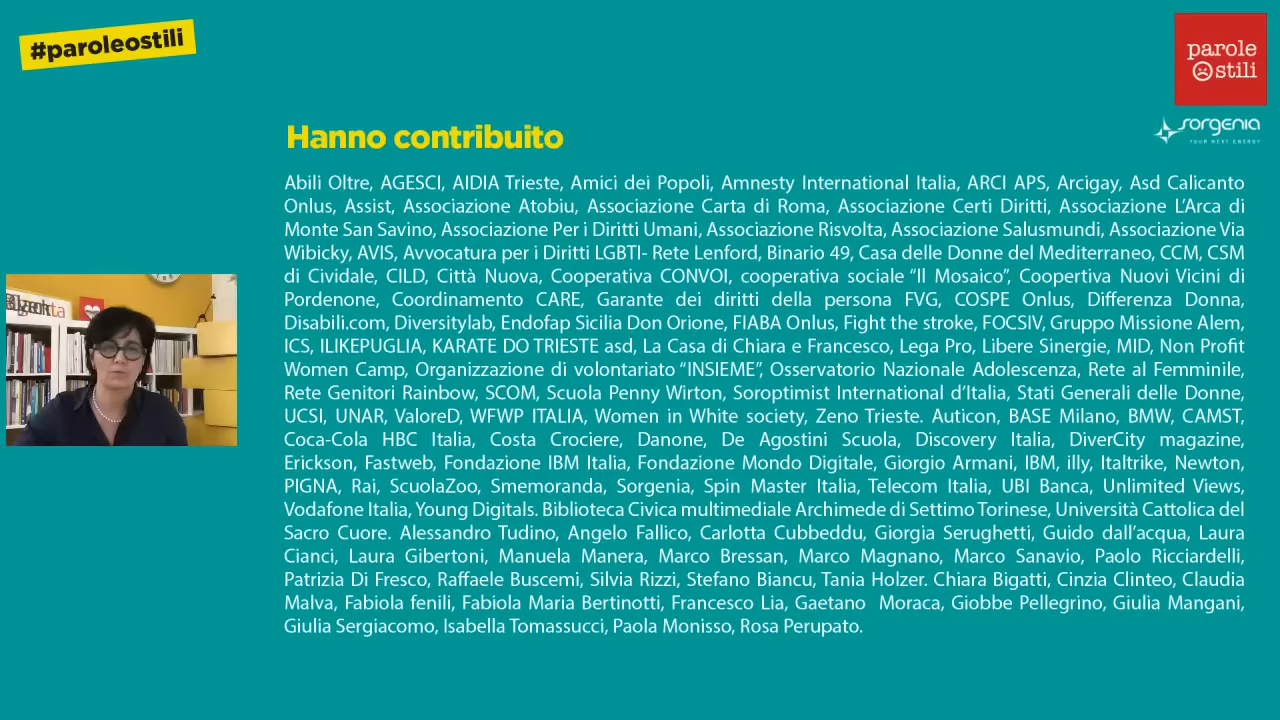 #paroleostili
parole
ostili
sorgenia
YOUR NEXT ENERGY
Hanno contribuito
Abili Oltre, AGESCI, AIDIA Trieste, Amici dei Popoli, Amnesty International Italia, ARCI APS, Arcigay, Asd Calicanto
Onlus, Assist, Associazione Atobiu, Associazione Carta di Roma, Associazione Certi Diritti, Associazione L'Arca di
Monte San Savino, Associazione Per i Diritti Umani, Associazione Risvolta, Associazione Salusmundi, Associazione Via
Wibicky, AVIS, Avvocatura per i Diritti LGBTI- Rete Lenford, Binario 49, Casa delle Donne del Mediterraneo, CCM, CSM
di Cividale, CILD, Città Nuova, Cooperativa CONVOI, cooperativa sociale “Il Mosaico”, Coopertiva Nuovi Vicini di
Pordenone, Coordinamento CARE, Garante dei diritti della persona FVG, COSPE Onlus, Differenza Donna,
Disabili.com, Diversitylab, Endofap Sicilia Don Orione, FIABA Onlus, Fight the stroke, FOCSIV, Gruppo Missione Alem,
ICS, ILIKEPUGLIA, KARATE DO TRIESTE asd, La Casa di Chiara e Francesco, Lega Pro, Libere Sinergie, MID, Non Profit
Women Camp, Organizzazione di volontariato “INSIEME”, Osservatorio Nazionale Adolescenza, Rete al Femminile,
Rete Genitori Rainbow, SCOM, Scuola Penny Wirton, Soroptimist International d'Italia, Stati Generali delle Donne,
UCSI, UNAR, ValoreD, WFWP ITALIA, Women in White society, Zeno Trieste. Auticon, BASE Milano, BMW, CAMST,
Coca-Cola HBC Italia, Costa Crociere, Danone, De Agostini Scuola, Discovery Italia, DiverCity magazine,
Erickson, Fastweb, Fondazione IBM Italia, Fondazione Mondo Digitale, Giorgio Armani, IBM, illy, Italtrike, Newton,
PIGNA, Rai, ScuolaZoo, Smemoranda, Sorgenia, Spin Master Italia, Telecom Italia, UBI Banca, Unlimited Views,
Vodafone Italia, Young Digitals. Biblioteca Civica multimediale Archimede di Settimo Torinese, Università Cattolica del
Sacro Cuore. Alessandro Tudino, Angelo Fallico, Carlotta Cubbeddu, Giorgia Serughetti, Guido dall'acqua, Laura
Cianci, Laura Gibertoni, Manuela Manera, Marco Bressan, Marco Magnano, Marco Sanavio, Paolo Ricciardelli,
Patrizia Di Fresco, Raffaele Buscemi, Silvia Rizzi, Stefano Biancu, Tania Holzer. Chiara Bigatti, Cinzia Clinteo, Claudia
Malva, Fabiola fenili, Fabiola Maria Bertinotti, Francesco Lia, Gaetano Moraca, Giobbe Pellegrino, Giulia Mangani,
Giulia Sergiacomo, Isabella Tomassucci, Paola Monisso, Rosa Perupato.